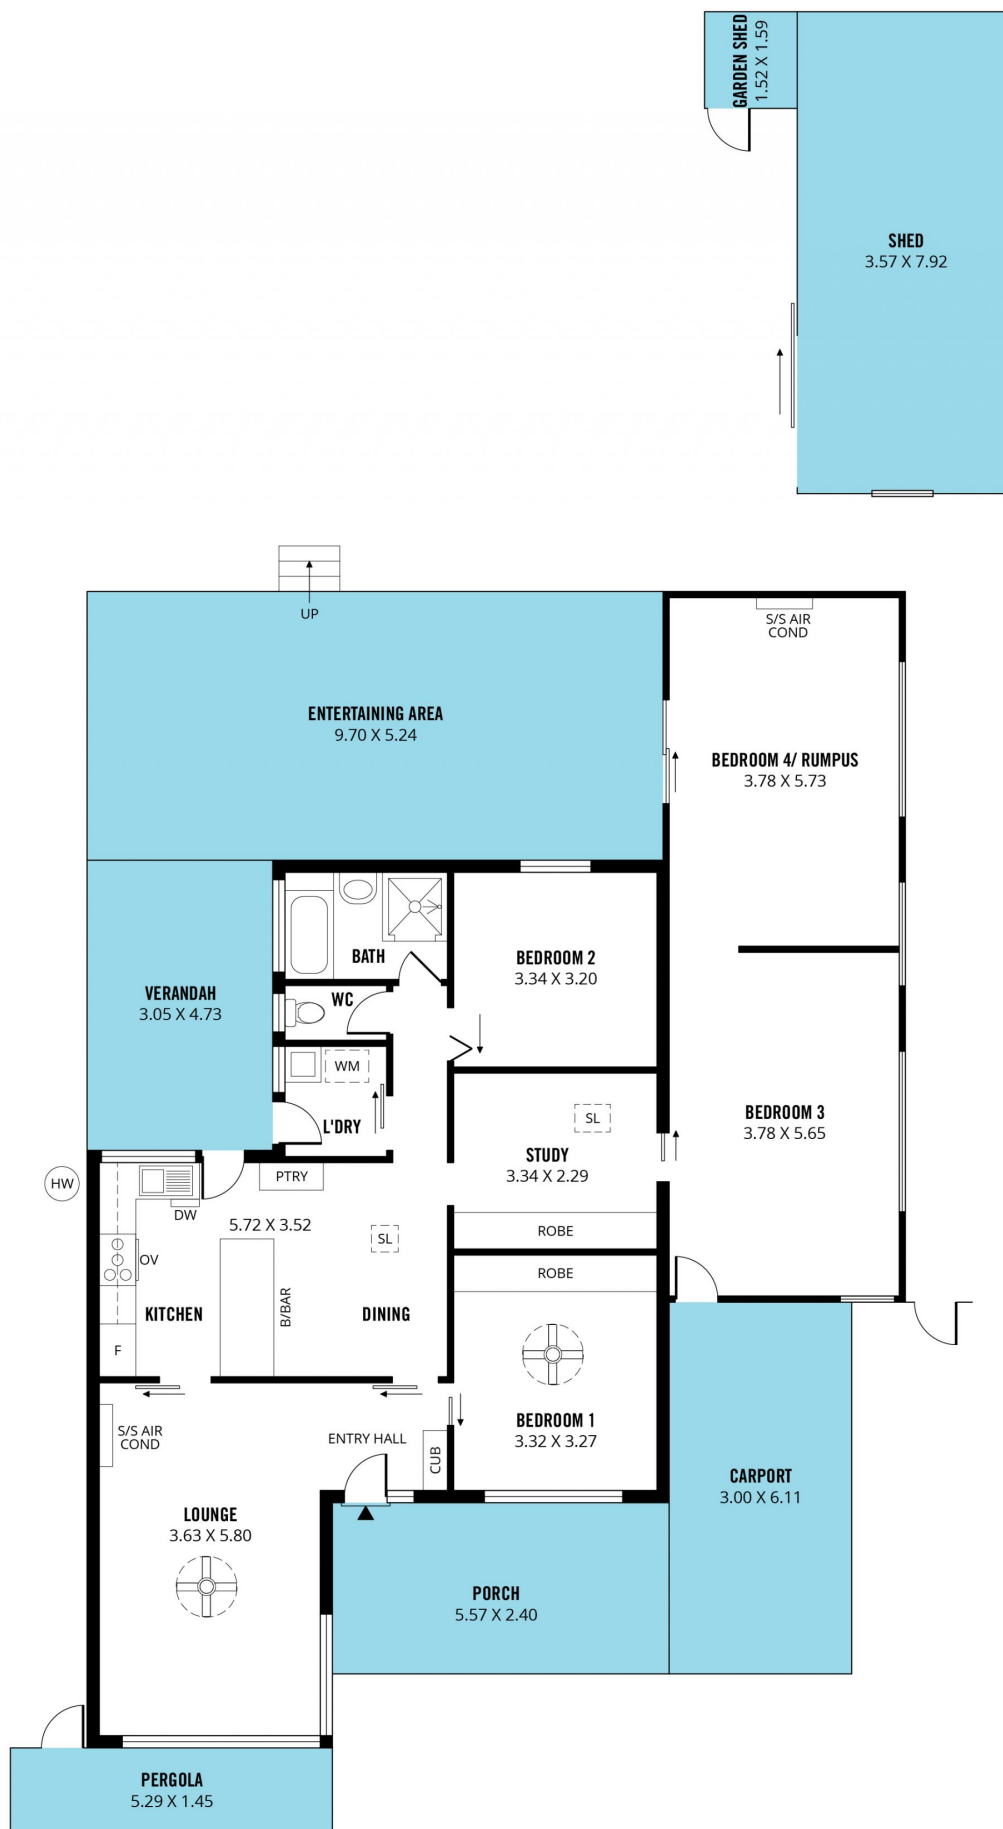 GARDEN SHED
1.52 X 1.59
SHED
3.57 X 7.92
UP
S/S AIR
COND
ENTERTAINING AREA
9.70 X 5.24
BEDROOM 4/ RUMPUS
3.78 X 5.73
BATH
BEDROOM 2
3.34 X 3.20
VERANDAH
3.05 X 4.73
WC
WM
L'DRY
SL
STUDY
3.34 X 2.29
BEDROOM 3
3.78 X 5.65
HW
PTRY
DW
5.72 X 3.52
SL
ROBE
OV
ROBE
KITCHEN
B/BAR
DINING
F
S/S AIR
COND
ENTRY HALL
CUB
BEDROOM 1
3.32 X 3.27
CARPORT
3.00 X 6.11
LOUNGE
3.63 X 5.80
PORCH
5.57 X 2.40
PERGOLA
5.29 X 1.45